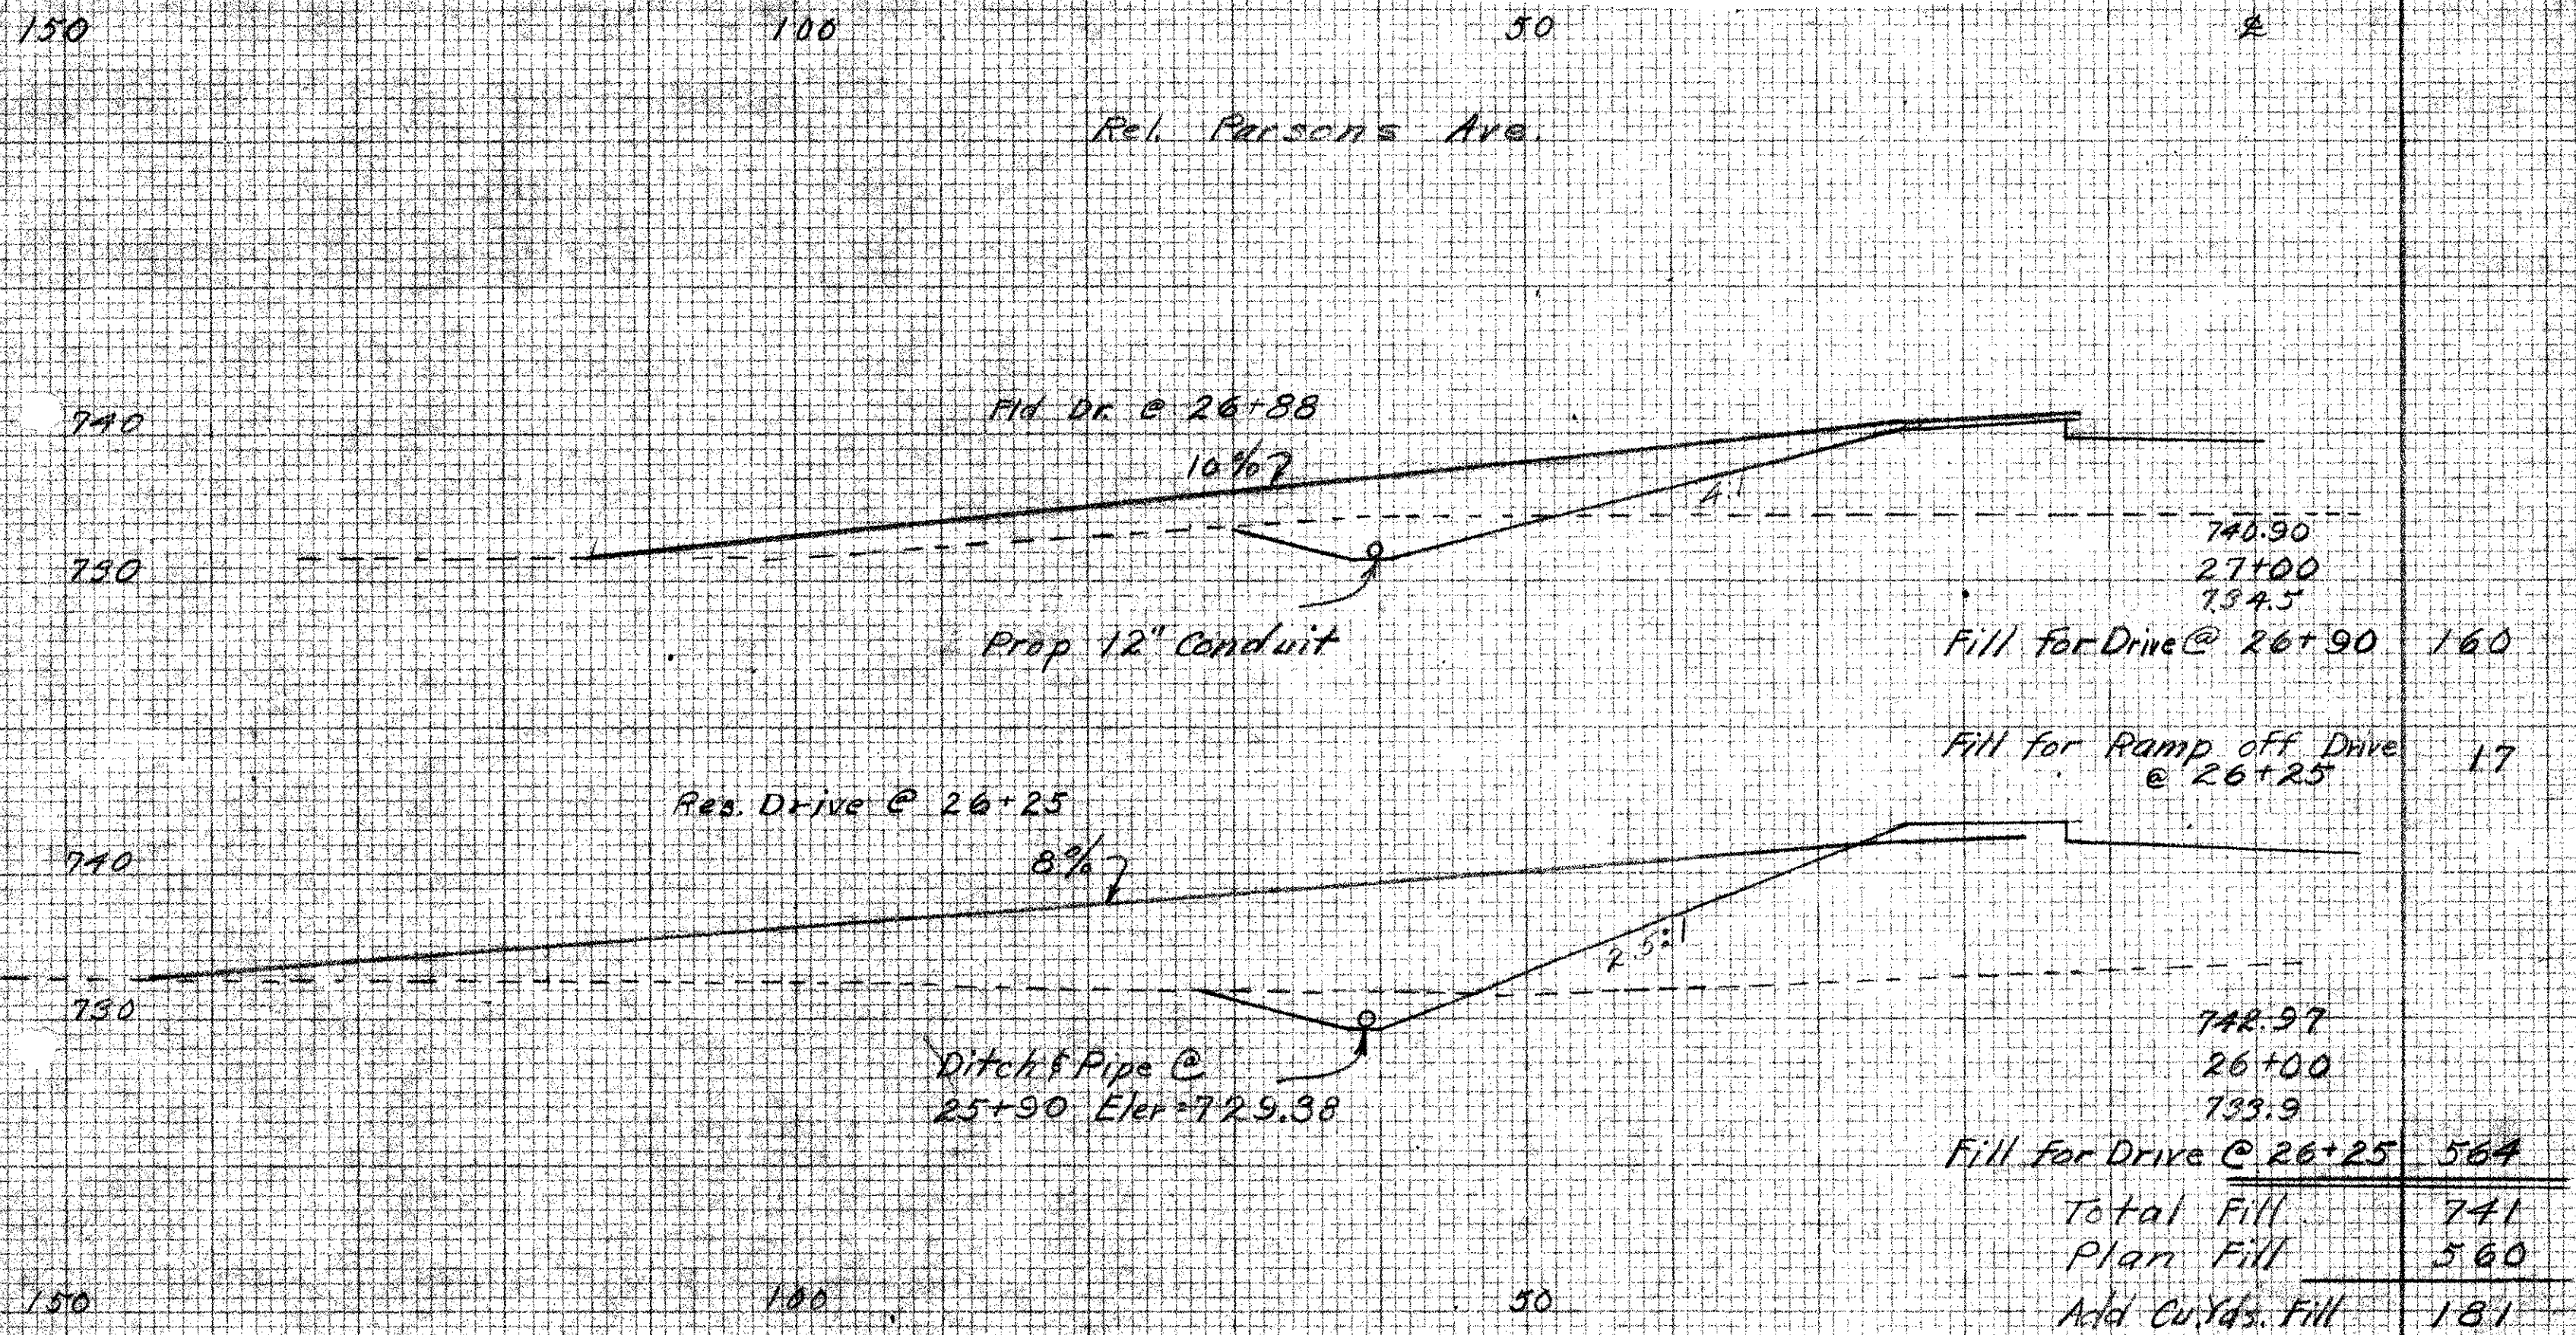 150 100 50 ℄
Rel. Parsons Ave.
Fld Dr. @ 26+88
740
10%
4:1
740.90
730
27+00
734.5
Prop 12" Conduit
Fill for Drive @ 26+90 160
Fill for Ramp off Drive 17
@ 26+25
Res. Drive @ 26+25
740
8%
2.5:1
730
742.97
Ditch & Pipe @
26+00
25+90 Elev=729.38
733.9
Fill for Drive @ 26+25 564
Total Fill 741
Plan Fill 560
150 100 50
Add Cu.Yds. Fill 181